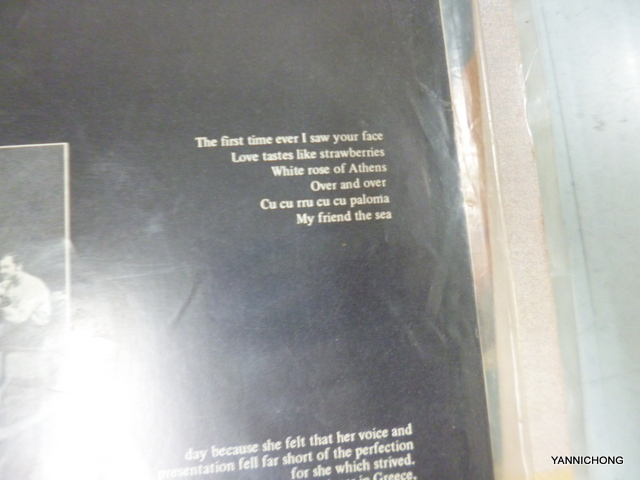 The first time ever I saw your face
Love tastes like strawberries
White rose of Athens
Over and over
Cu cu rru cu cu paloma
My friend the sea
day because she felt that her voice and
presentation fell far short of the perfection
for she which strived.
in Greece,
YANNICHONG